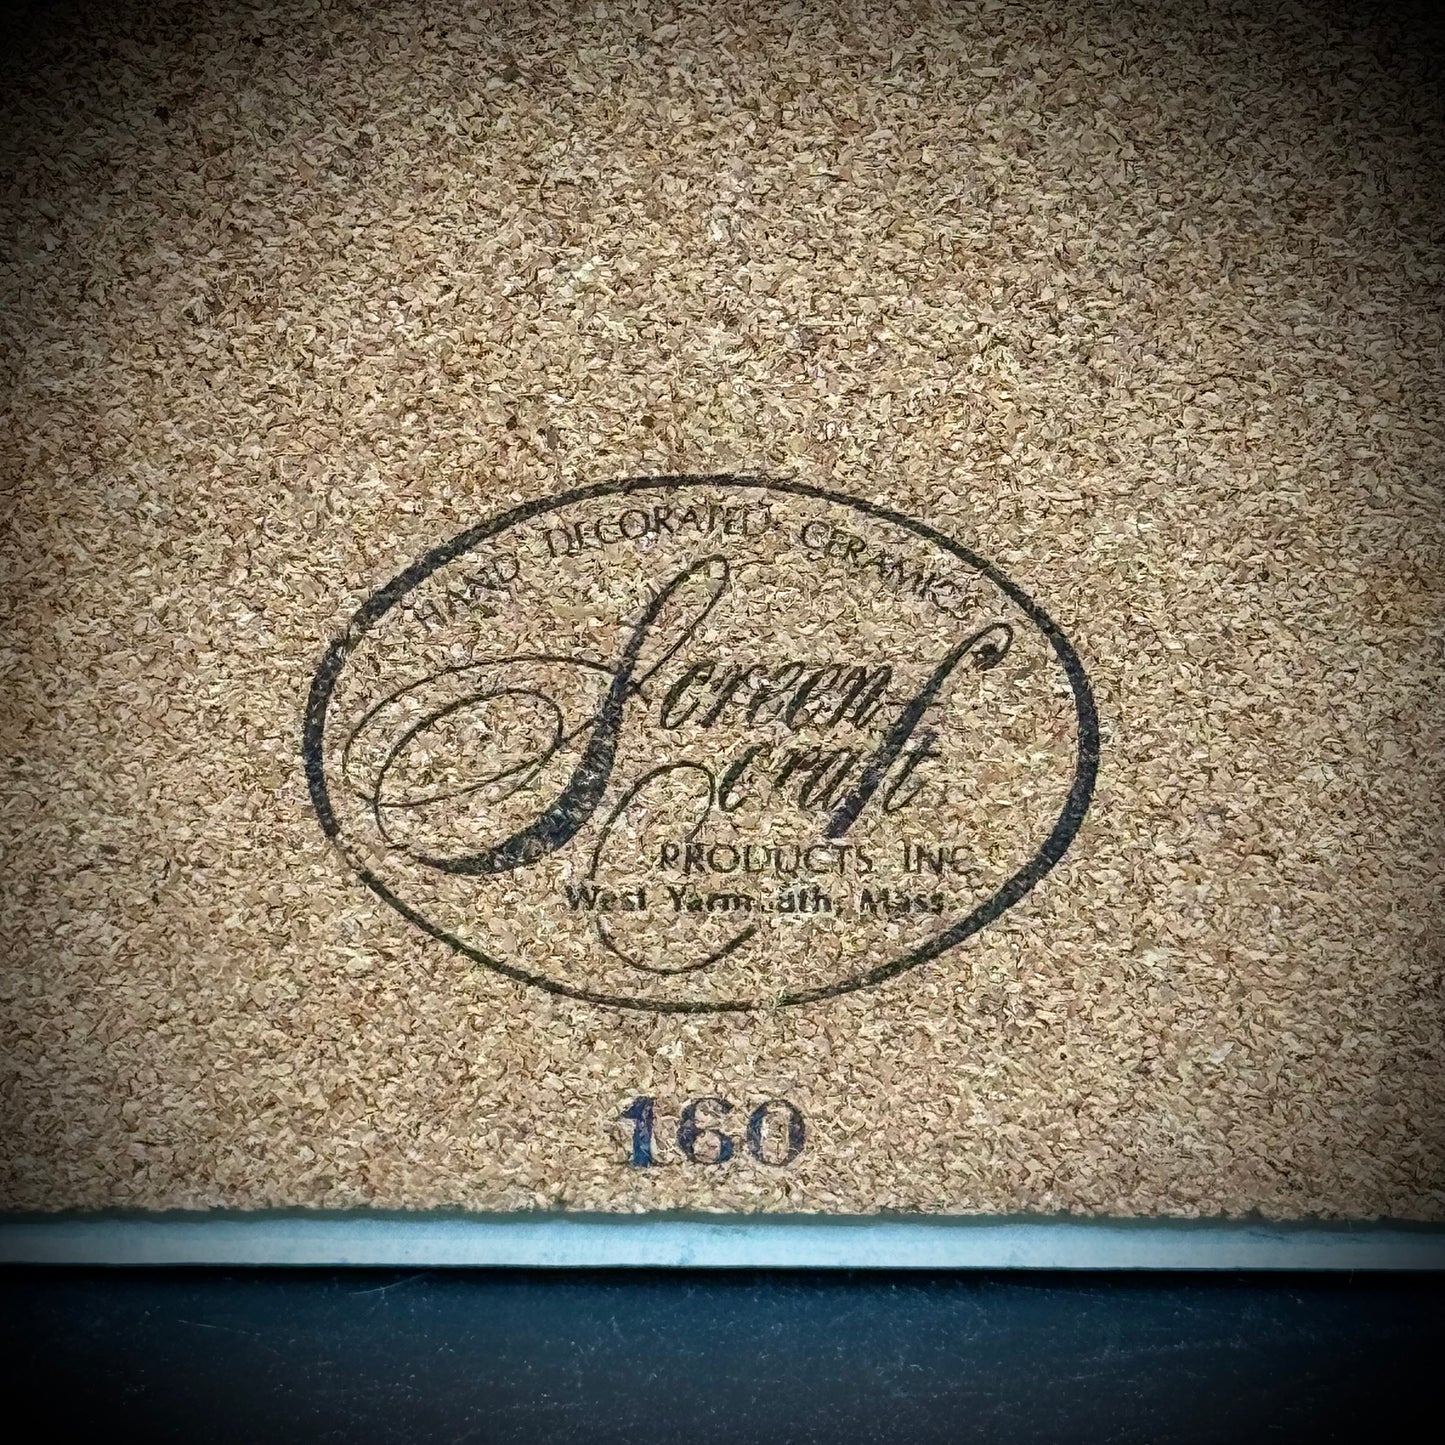 HAND DECORATED CERAMICS
Screen
craft
PRODUCTS INC.
West Yarmouth, Mass.
160